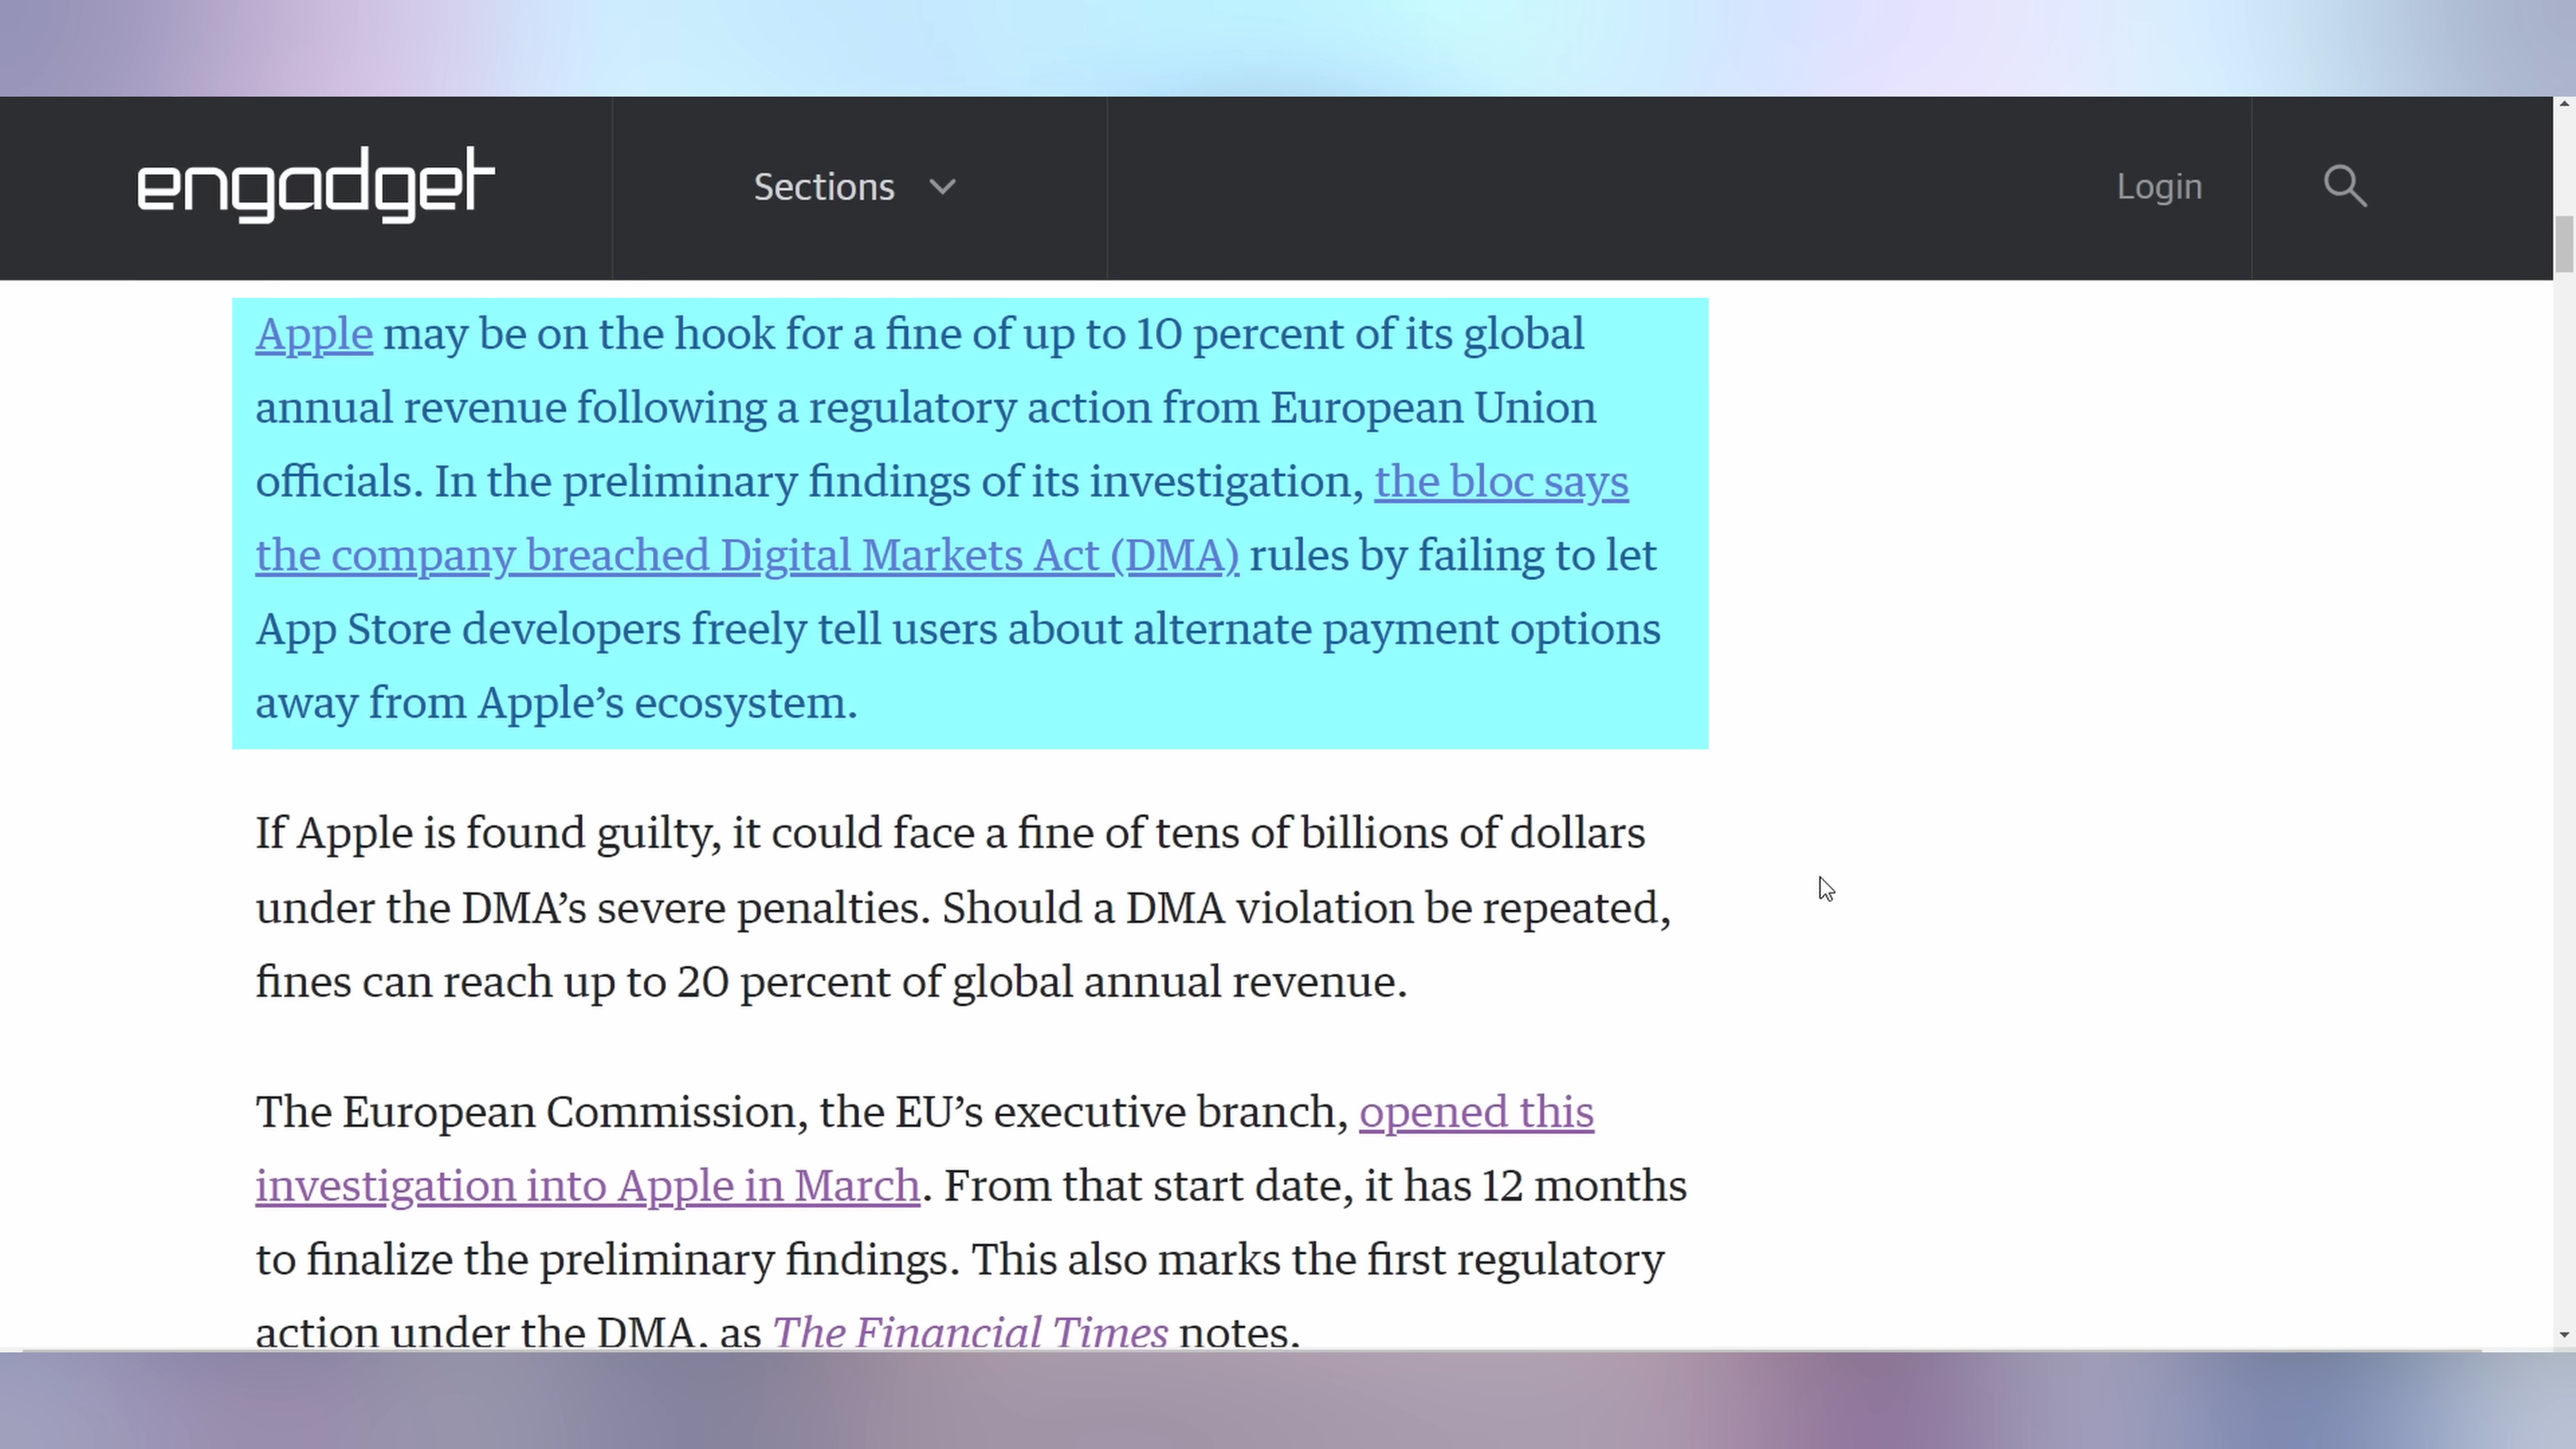 engadget
Sections
Login
Apple may be on the hook for a fine of up to 10 percent of its global
annual revenue following a regulatory action from European Union
officials. In the preliminary findings of its investigation, the bloc says
the company breached Digital Markets Act (DMA) rules by failing to let
App Store developers freely tell users about alternate payment options
away from Apple’s ecosystem.
If Apple is found guilty, it could face a fine of tens of billions of dollars
under the DMA’s severe penalties. Should a DMA violation be repeated,
fines can reach up to 20 percent of global annual revenue.
The European Commission, the EU’s executive branch, opened this
investigation into Apple in March. From that start date, it has 12 months
to finalize the preliminary findings. This also marks the first regulatory
action under the DMA, as The Financial Times notes.